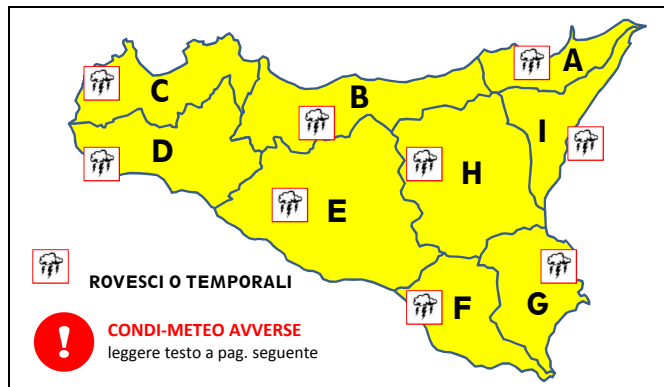 A
C
B
I
D
H
E
F
G
ROVESCI O TEMPORALI
!
CONDI-METEO AVVERSE
leggere testo a pag. seguente